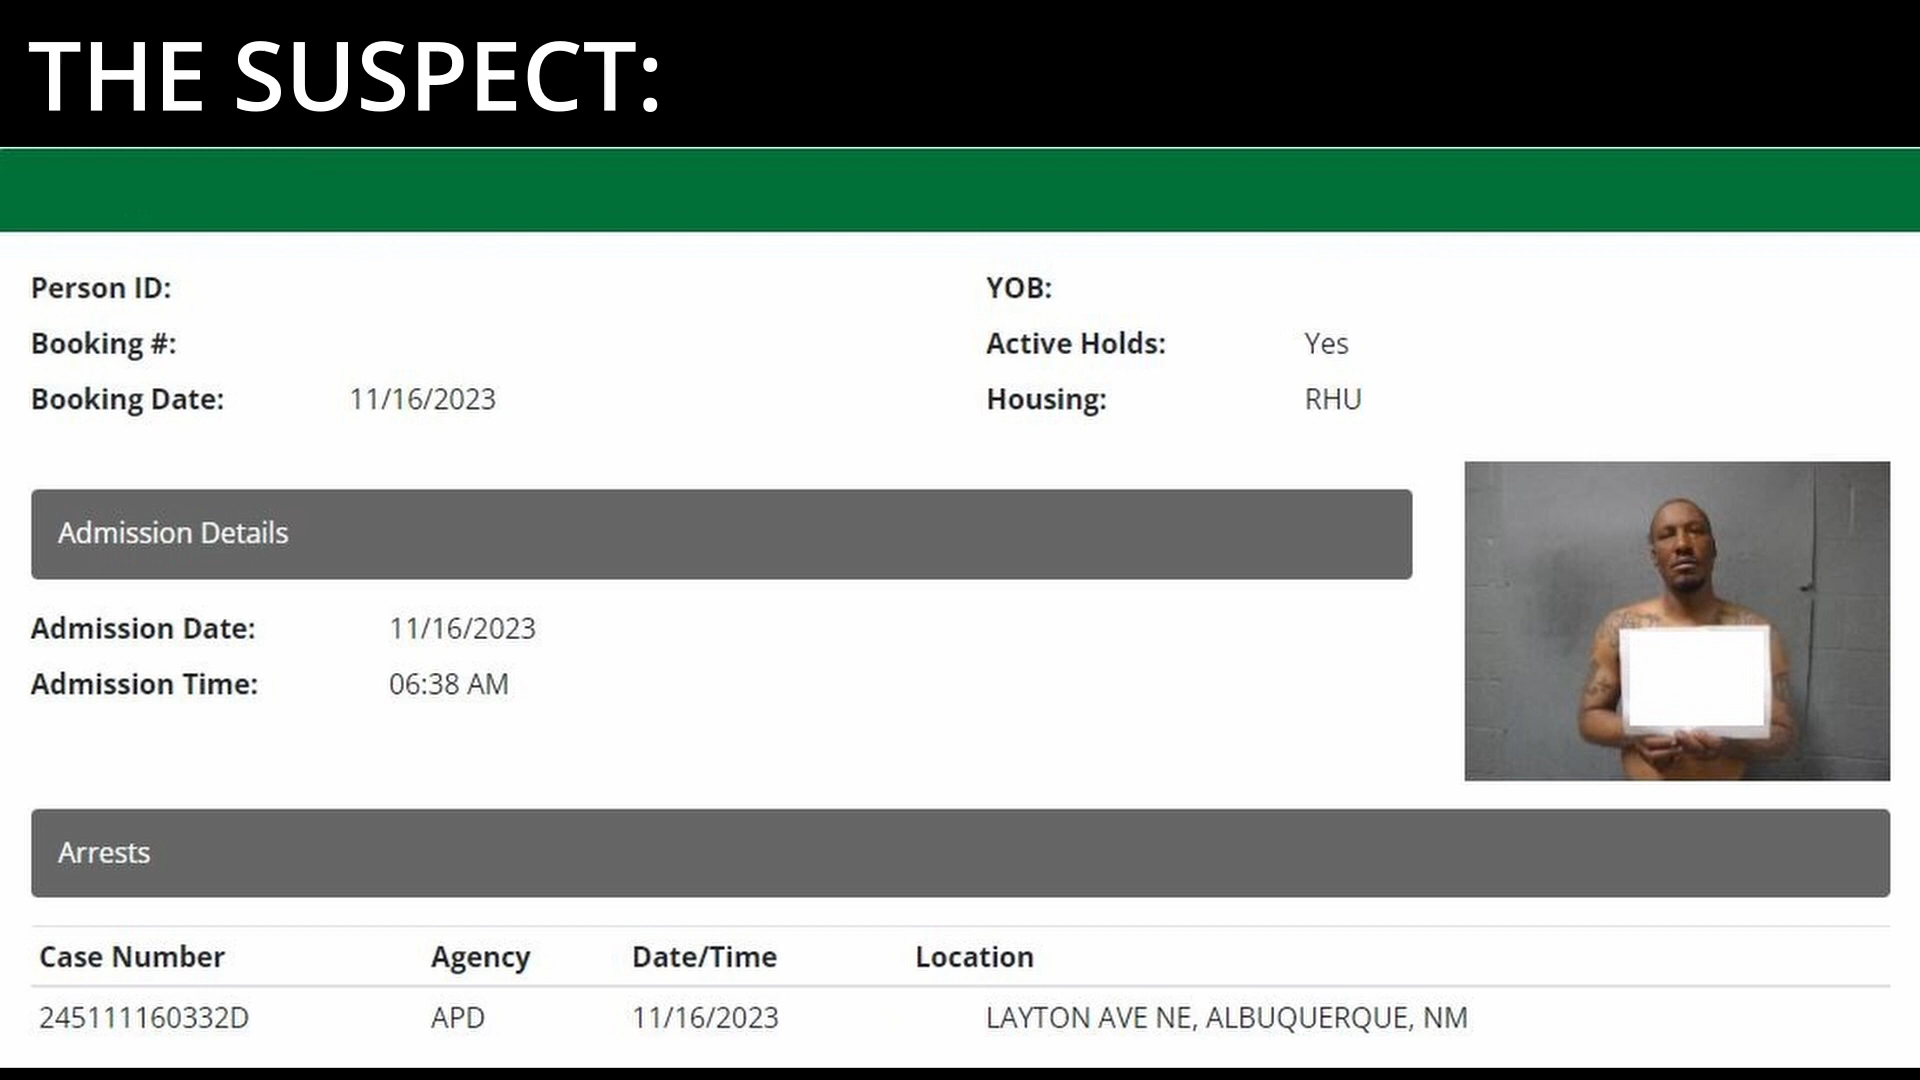 THE SUSPECT:
Person ID:
YOB:
Booking #:
Active Holds: Yes
Booking Date: 11/16/2023
Housing: RHU
Admission Details
Admission Date: 11/16/2023
Admission Time: 06:38 AM
Arrests
Case Number Agency Date/Time Location
245111160332D APD 11/16/2023 LAYTON AVE NE, ALBUQUERQUE, NM